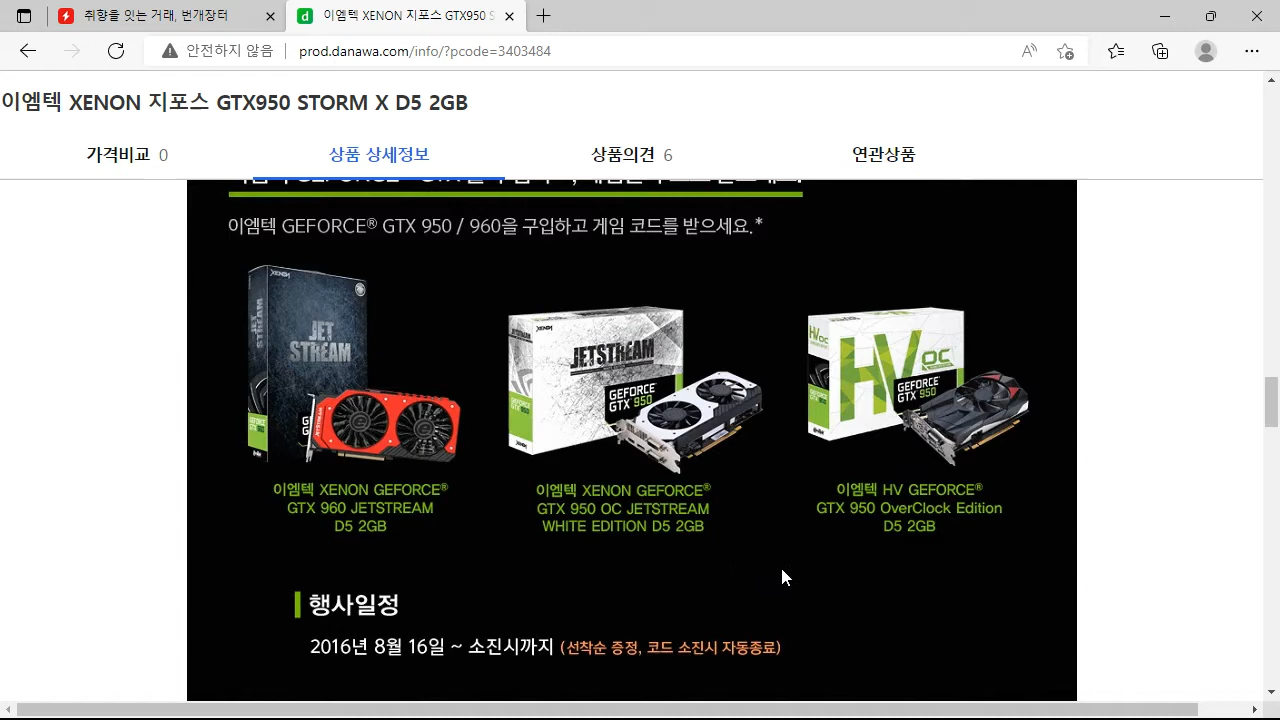 취향을 잇는 거래, 번개장터
이엠텍 XENON 지포스 GTX950 S
안전하지 않음
prod.danawa.com/info/?pcode=3403484
이엠텍 XENON 지포스 GTX950 STORM X D5 2GB
가격비교 0
상품 상세정보
상품의견 6
연관상품
이엠텍 GEFORCE® GTX 950 / 960을 구입하고 게임 코드를 받으세요.*
XENON
JET
STREAM
XENON
JETSTREAM
GEFORCE
GTX 950
HV OC
GEFORCE
GTX 950
이엠텍 XENON GEFORCE®
GTX 960 JETSTREAM
D5 2GB
이엠텍 XENON GEFORCE®
GTX 950 OC JETSTREAM
WHITE EDITION D5 2GB
이엠텍 HV GEFORCE®
GTX 950 OverClock Edition
D5 2GB
행사일정
2016년 8월 16일 ~ 소진시까지 (선착순 증정, 코드 소진시 자동종료)